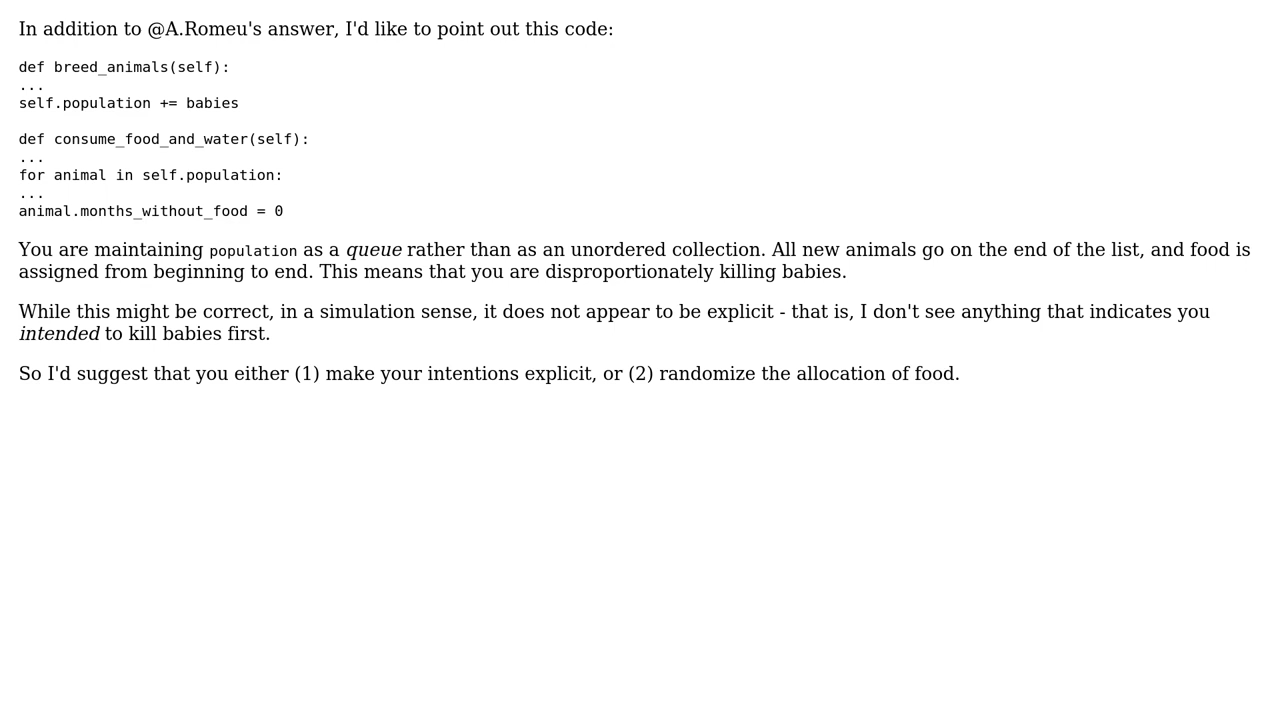 In addition to @A.Romeu's answer, I'd like to point out this code:
def breed_animals(self):
...
self.population += babies
def consume_food_and_water(self):
...
for animal in self.population:
...
animal.months_without_food = 0
You are maintaining population as a queue rather than as an unordered collection. All new animals go on the end of the list, and food is
assigned from beginning to end. This means that you are disproportionately killing babies.
While this might be correct, in a simulation sense, it does not appear to be explicit - that is, I don't see anything that indicates you
intended to kill babies first.
So I'd suggest that you either (1) make your intentions explicit, or (2) randomize the allocation of food.